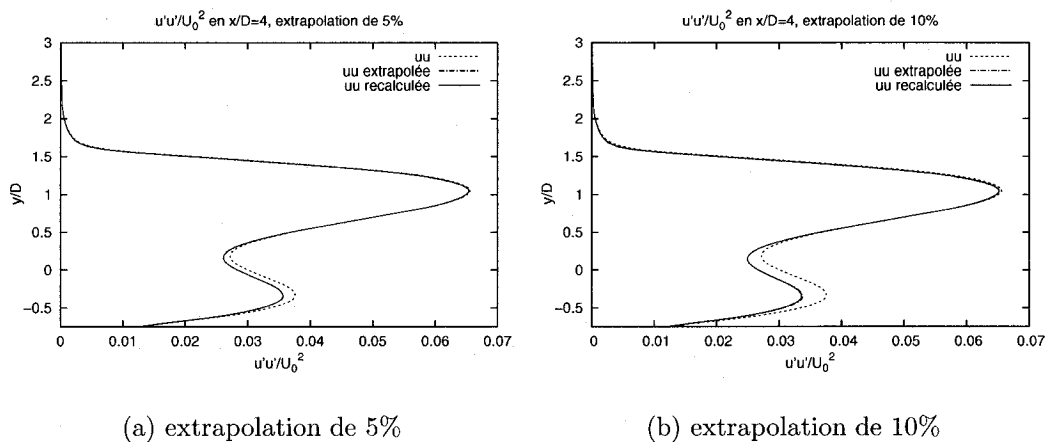 u'u'/U₀² en x/D=4, extrapolation de 5%
3
2.5
2
1.5
1
0.5
0
−0.5
y/D
uu
uu extrapolée
uu recalculée
0 0.01 0.02 0.03 0.04 0.05 0.06 0.07
u'u'/U₀²
(a) extrapolation de 5%
u'u'/U₀² en x/D=4, extrapolation de 10%
3
2.5
2
1.5
1
0.5
0
−0.5
y/D
uu
uu extrapolée
uu recalculée
0 0.01 0.02 0.03 0.04 0.05 0.06 0.07
u'u'/U₀²
(b) extrapolation de 10%